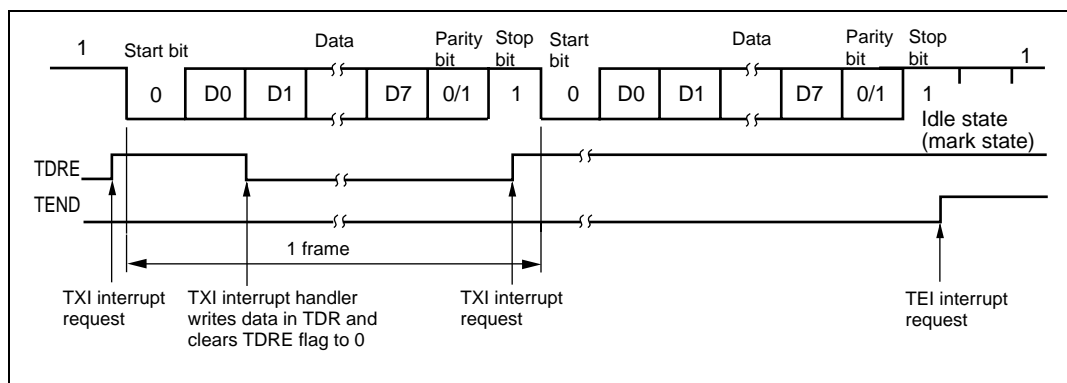 1
Start bit
Data
Parity bit
Stop bit
Start bit
Data
Parity bit
Stop bit
1
0
D0
D1
D7
0/1
1
0
D0
D1
D7
0/1
1
Idle state
(mark state)
TDRE
TEND
1 frame
TXI interrupt
request
TXI interrupt handler
writes data in TDR and
clears TDRE flag to 0
TXI interrupt
request
TEI interrupt
request